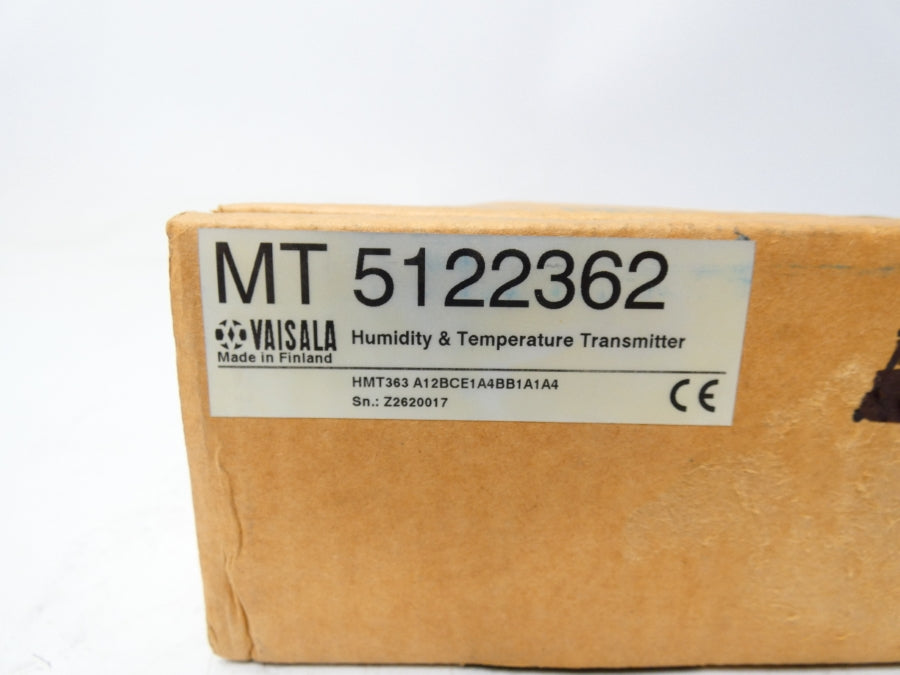 MT 5122362
VAISALA Humidity & Temperature Transmitter
Made in Finland
HMT363 A12BCE1A4BB1A1A4
Sn.: Z2620017
CE